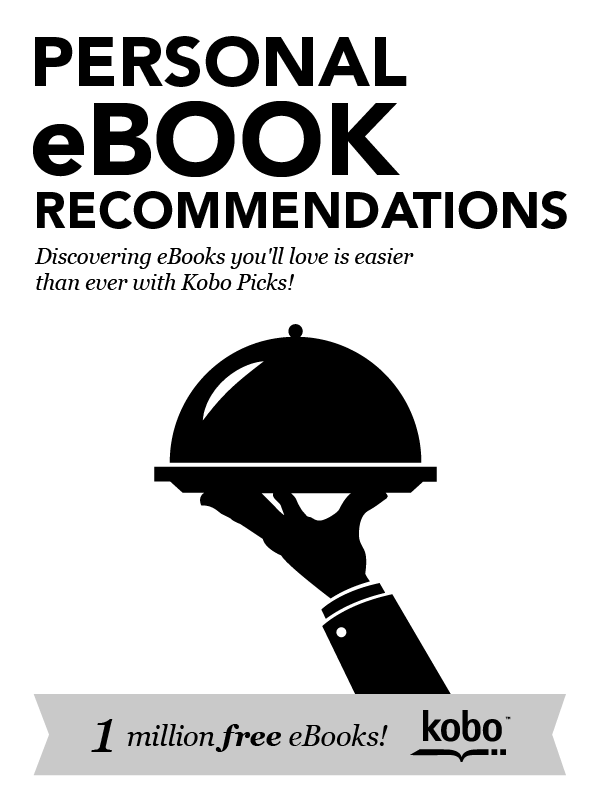 PERSONAL
eBOOK
RECOMMENDATIONS
Discovering eBooks you'll love is easier
than ever with Kobo Picks!
1 million free eBooks!
kobo™